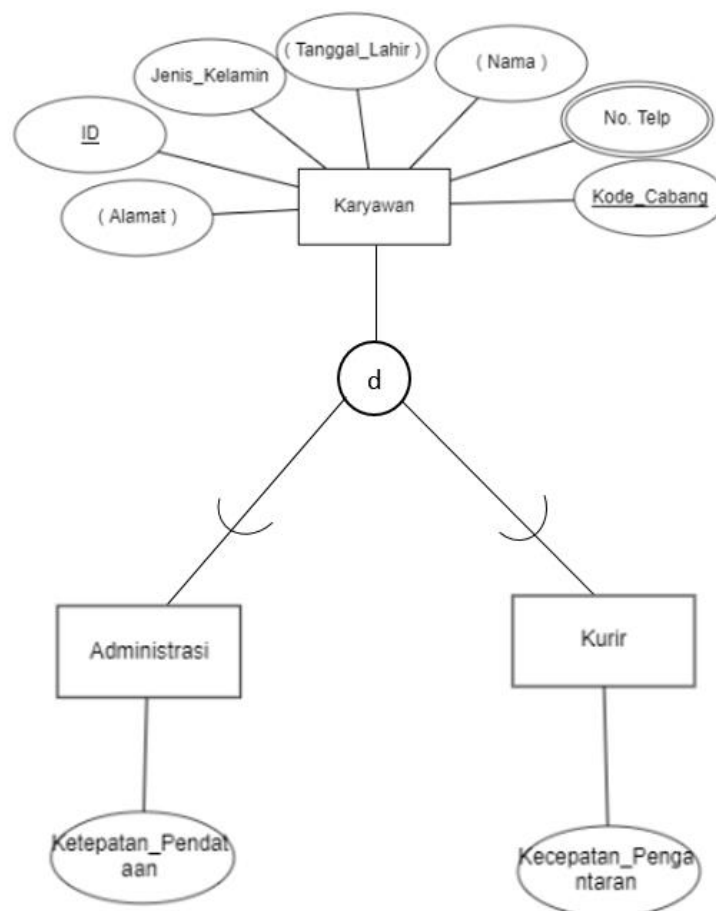 ( Tanggal_Lahir )
( Nama )
Jenis_Kelamin
No. Telp
ID
Kode_Cabang
Karyawan
( Alamat )
d
Administrasi
Kurir
Ketepatan_Pendat
aan
Kecepatan_Penga
ntaran